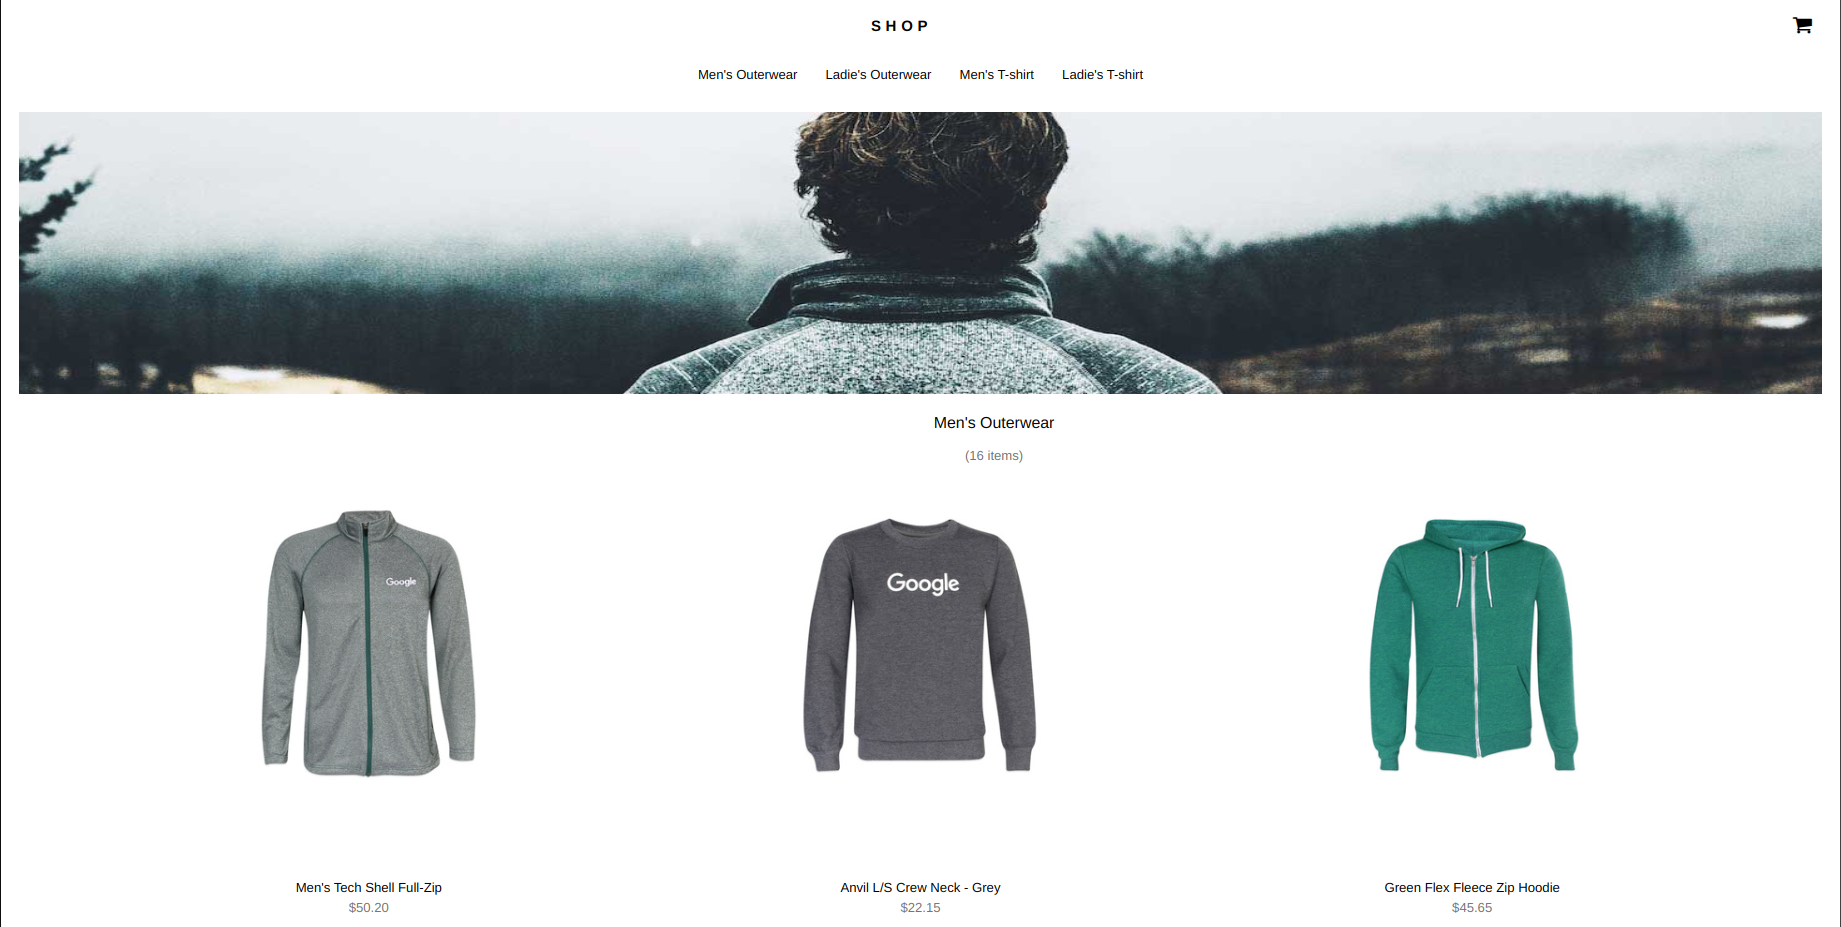 SHOP
Men's Outerwear Ladie's Outerwear Men's T-shirt Ladie's T-shirt
Men's Outerwear
(16 items)
Google
Google
Men's Tech Shell Full-Zip
$50.20
Anvil L/S Crew Neck - Grey
$22.15
Green Flex Fleece Zip Hoodie
$45.65